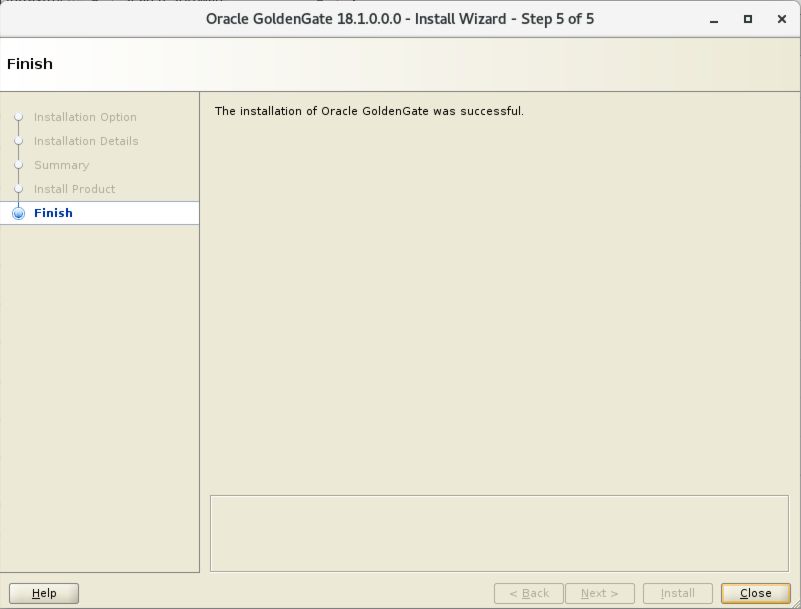 Oracle GoldenGate 18.1.0.0.0 - Install Wizard - Step 5 of 5
Finish
Installation Option
Installation Details
Summary
Install Product
Finish
The installation of Oracle GoldenGate was successful.
Help
< Back
Next >
Install
Close